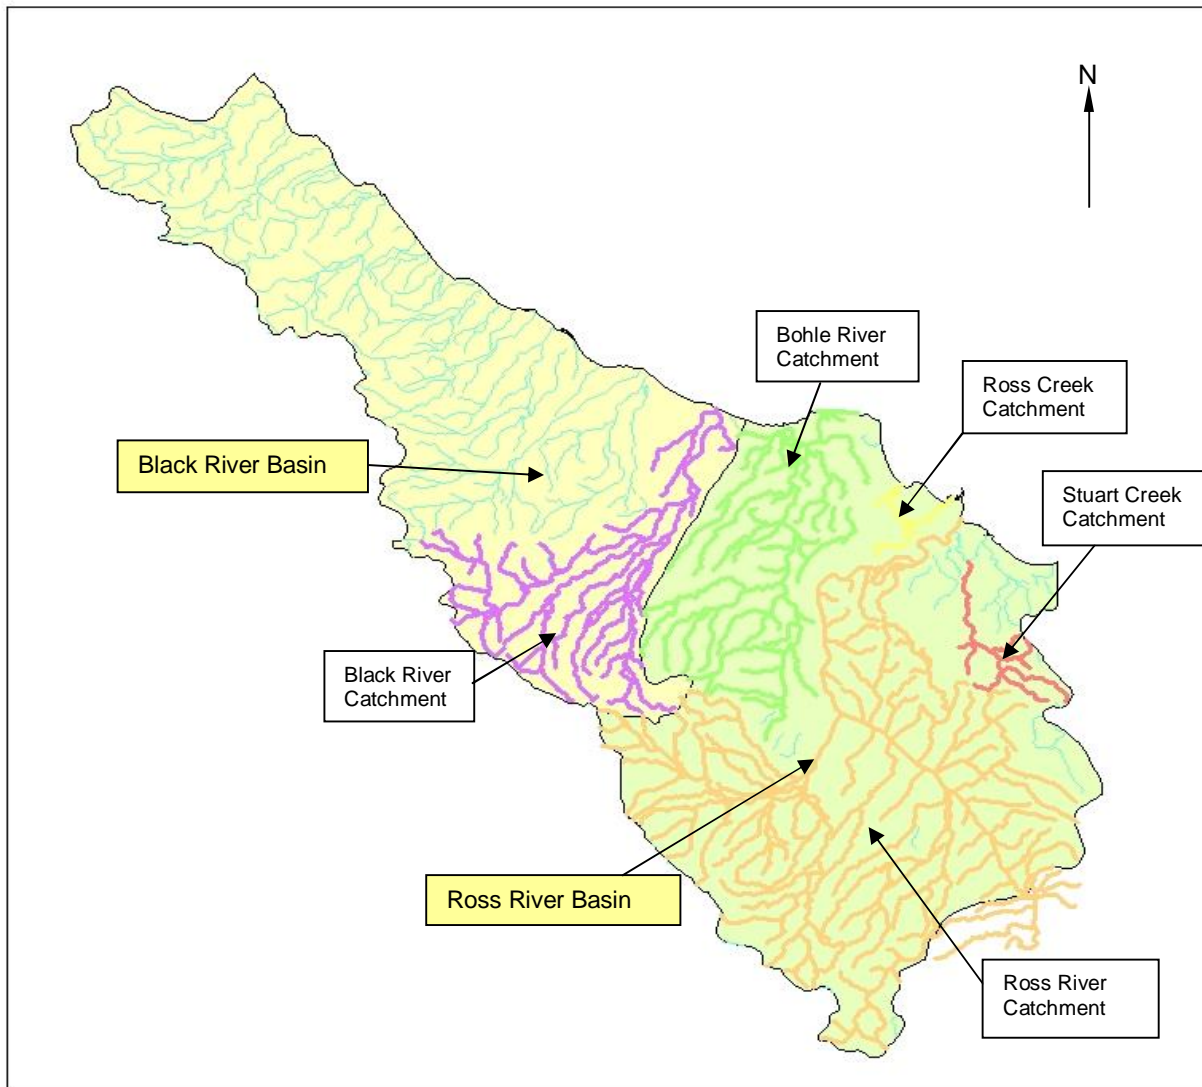 N
Bohle River
Catchment
Ross Creek
Catchment
Black River Basin
Stuart Creek
Catchment
Black River
Catchment
Ross River Basin
Ross River
Catchment